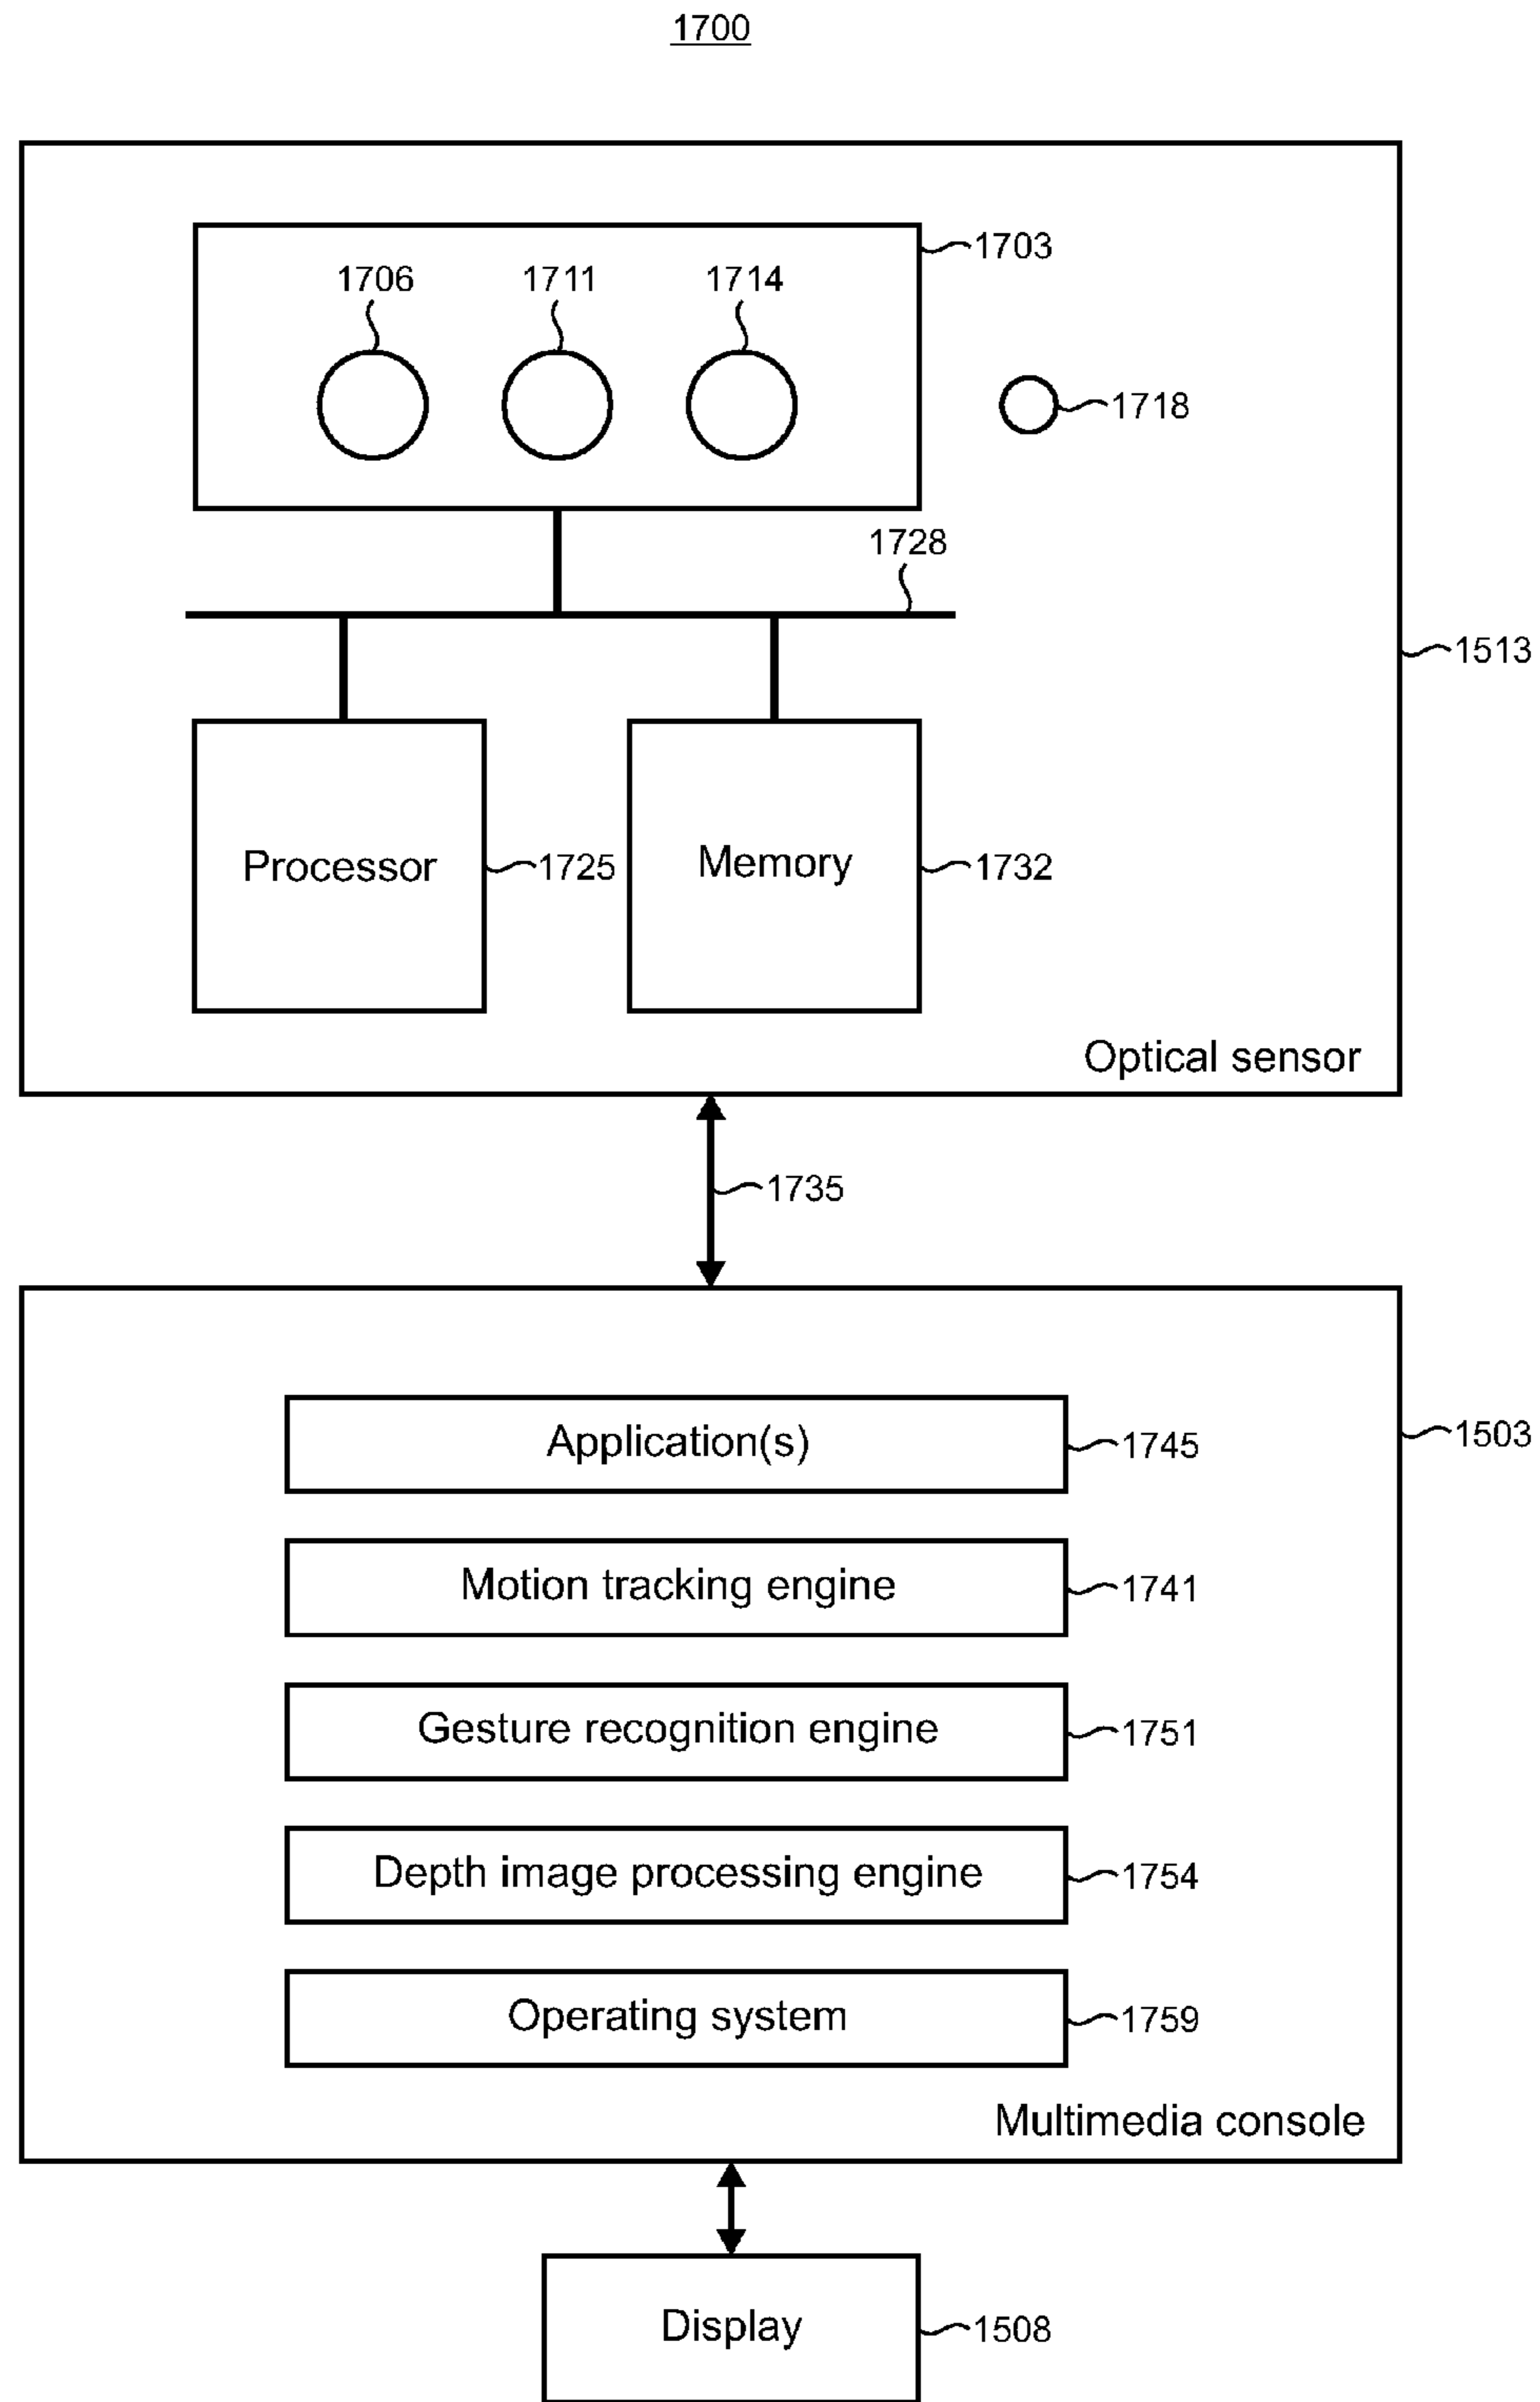 1700
1703
1706 1711 1714
1718
1728
1513
Processor 1725
Memory 1732
Optical sensor
1735
1503
Application(s) 1745
Motion tracking engine 1741
Gesture recognition engine 1751
Depth image processing engine 1754
Operating system 1759
Multimedia console
Display 1508